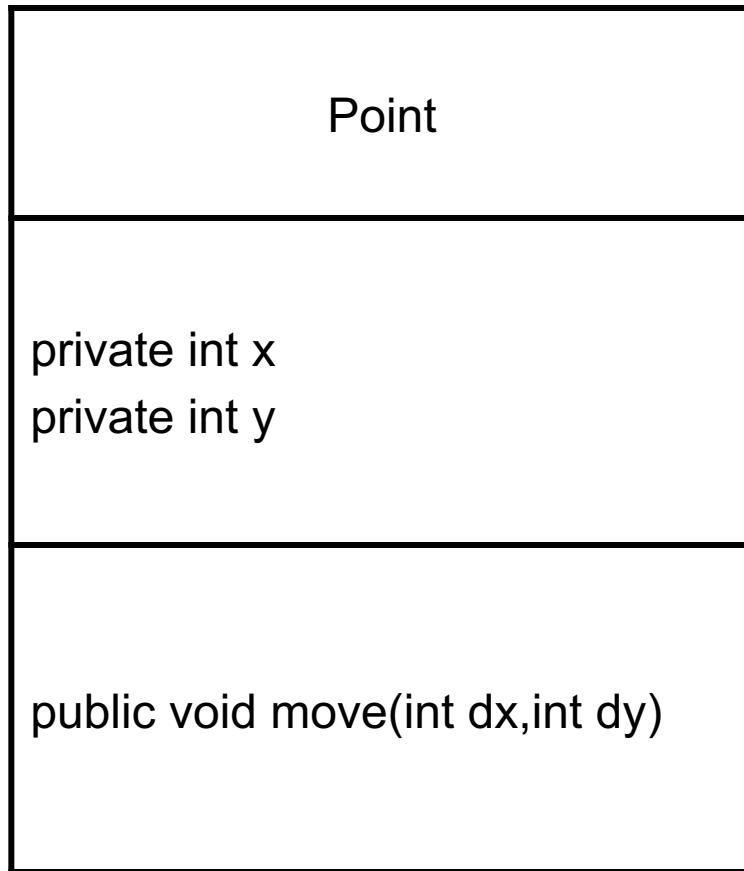 Point
private int x
private int y
public void move(int dx,int dy)